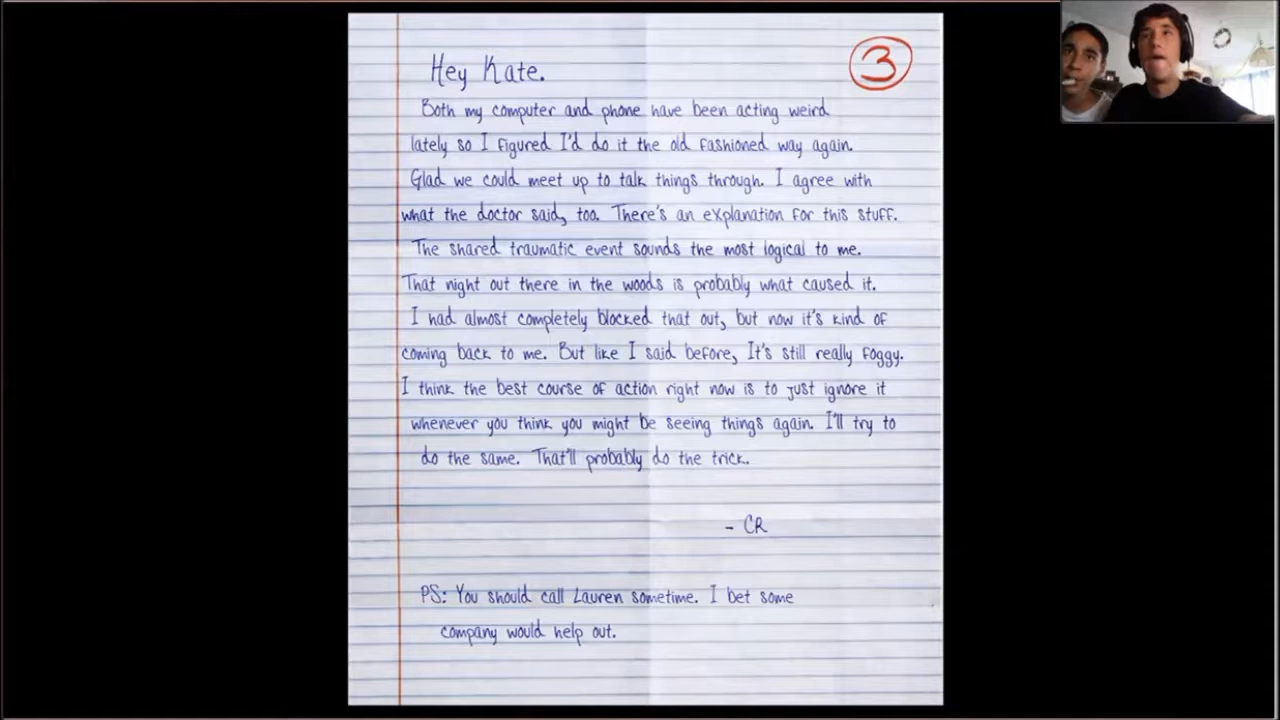 Hey Kate.
3
Both my computer and phone have been acting weird
lately so I figured I'd do it the old fashioned way again.
Glad we could meet up to talk things through. I agree with
what the doctor said, too. There's an explanation for this stuff.
The shared traumatic event sounds the most logical to me.
That night out there in the woods is probably what caused it.
I had almost completely blocked that out, but now it's kind of
coming back to me. But like I said before, It's still really foggy.
I think the best course of action right now is to just ignore it
whenever you think you might be seeing things again. I'll try to
do the same. That'll probably do the trick.
- CR
PS: You should call Lauren sometime. I bet some
company would help out.